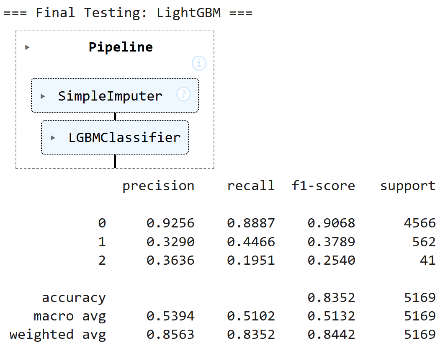 === Final Testing: LightGBM ===
▸ Pipeline
i
▸ SimpleImputer ?
▸ LGBMClassifier
precision recall f1-score support
0 0.9256 0.8887 0.9068 4566
1 0.3290 0.4466 0.3789 562
2 0.3636 0.1951 0.2540 41
accuracy 0.8352 5169
macro avg 0.5394 0.5102 0.5132 5169
weighted avg 0.8563 0.8352 0.8442 5169